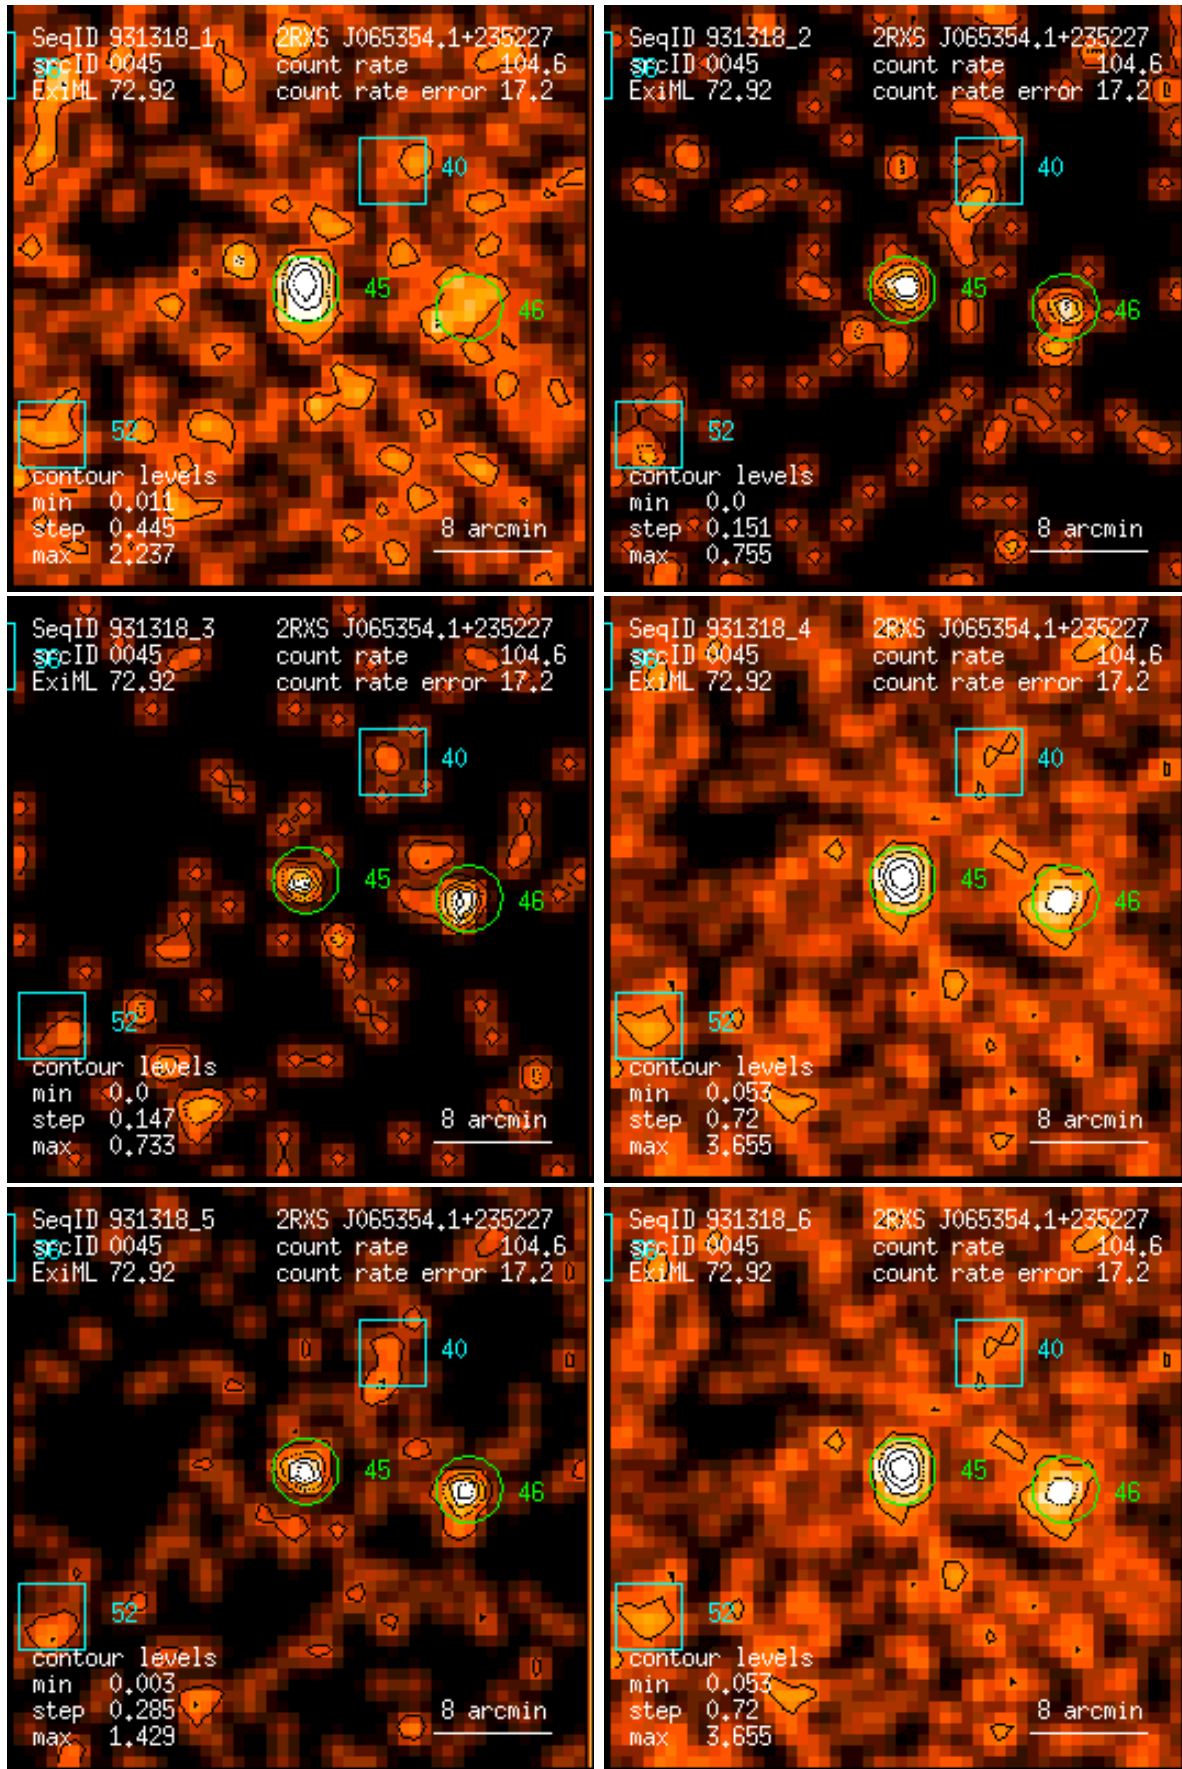 SeqID 931318_1 2RXS J065354.1+235227
srcID 0045 count rate 104.6
ExiML 72.92 count rate error 17.2
40
45
46
52
contour levels
min 0.011
step 0.445 8 arcmin
max 2.237
SeqID 931318_2 2RXS J065354.1+235227
srcID 0045 count rate 104.6
ExiML 72.92 count rate error 17.2
40
45
46
52
contour levels
min 0.0
step 0.151 8 arcmin
max 0.755
SeqID 931318_3 2RXS J065354.1+235227
srcID 0045 count rate 104.6
ExiML 72.92 count rate error 17.2
40
45
46
52
contour levels
min 0.0
step 0.147 8 arcmin
max 0.733
SeqID 931318_4 2RXS J065354.1+235227
srcID 0045 count rate 104.6
ExiML 72.92 count rate error 17.2
40
45
46
52
contour levels
min 0.053
step 0.72 8 arcmin
max 3.655
SeqID 931318_5 2RXS J065354.1+235227
srcID 0045 count rate 104.6
ExiML 72.92 count rate error 17.2
40
45
46
52
contour levels
min 0.003
step 0.285 8 arcmin
max 1.429
SeqID 931318_6 2RXS J065354.1+235227
srcID 0045 count rate 104.6
ExiML 72.92 count rate error 17.2
40
45
46
52
contour levels
min 0.053
step 0.72 8 arcmin
max 3.655